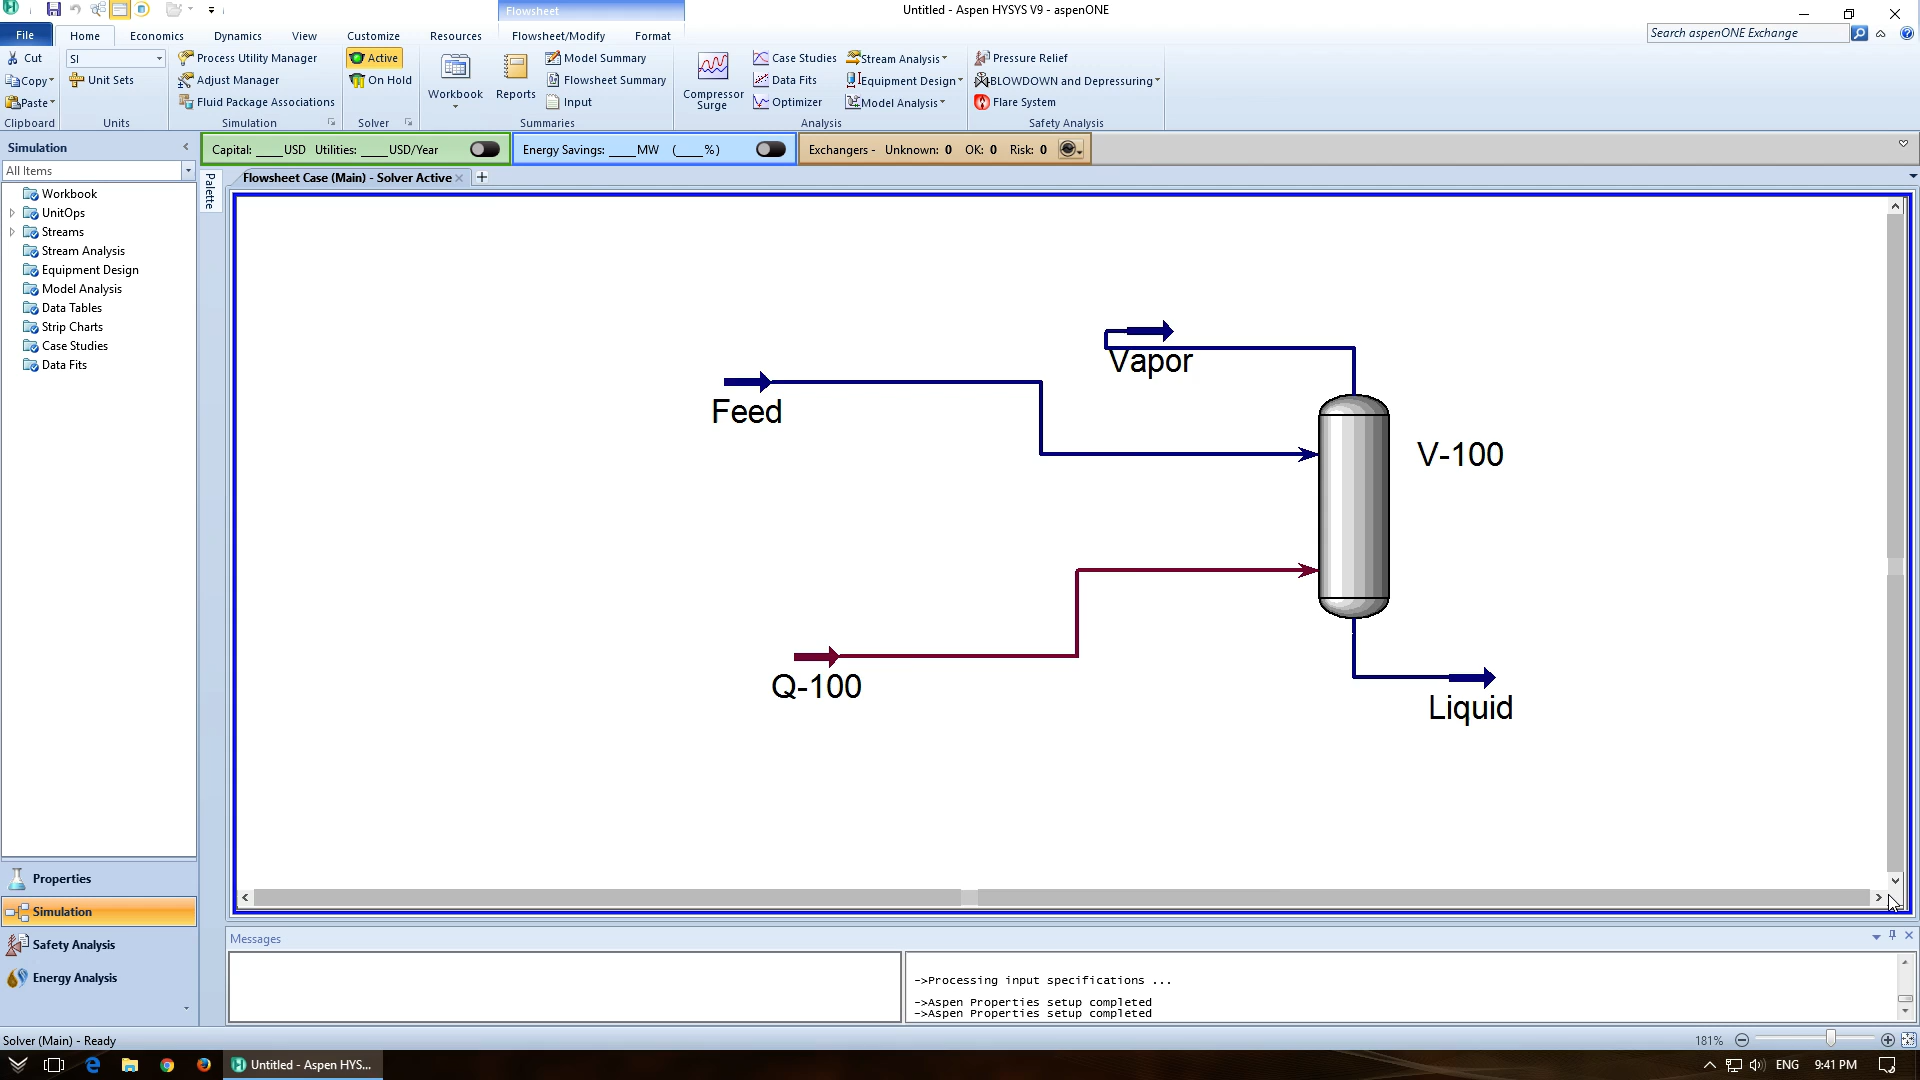 Flowsheet
Untitled - Aspen HYSYS V9 - aspenONE
File
Home
Economics
Dynamics
View
Customize
Resources
Flowsheet/Modify
Format
Search aspenONE Exchange
Cut
Copy
Paste
Clipboard
SI
Unit Sets
Units
Process Utility Manager
Adjust Manager
Fluid Package Associations
Simulation
Active
On Hold
Solver
Workbook
Reports
Model Summary
Flowsheet Summary
Input
Summaries
Compressor
Surge
Case Studies
Data Fits
Optimizer
Stream Analysis
Equipment Design
Model Analysis
Analysis
Pressure Relief
BLOWDOWN and Depressuring
Flare System
Safety Analysis
Simulation
Capital: ____USD Utilities: ____USD/Year
Energy Savings: ____MW (____%)
Exchangers - Unknown: 0 OK: 0 Risk: 0
All Items
Palette
Flowsheet Case (Main) - Solver Active
Workbook
UnitOps
Streams
Stream Analysis
Equipment Design
Model Analysis
Data Tables
Strip Charts
Case Studies
Data Fits
Vapor
Feed
V-100
Q-100
Liquid
Properties
Simulation
Safety Analysis
Energy Analysis
Messages
->Processing input specifications ...
->Aspen Properties setup completed
->Aspen Properties setup completed
Solver (Main) - Ready
181%
Untitled - Aspen HYS...
ENG
9:41 PM